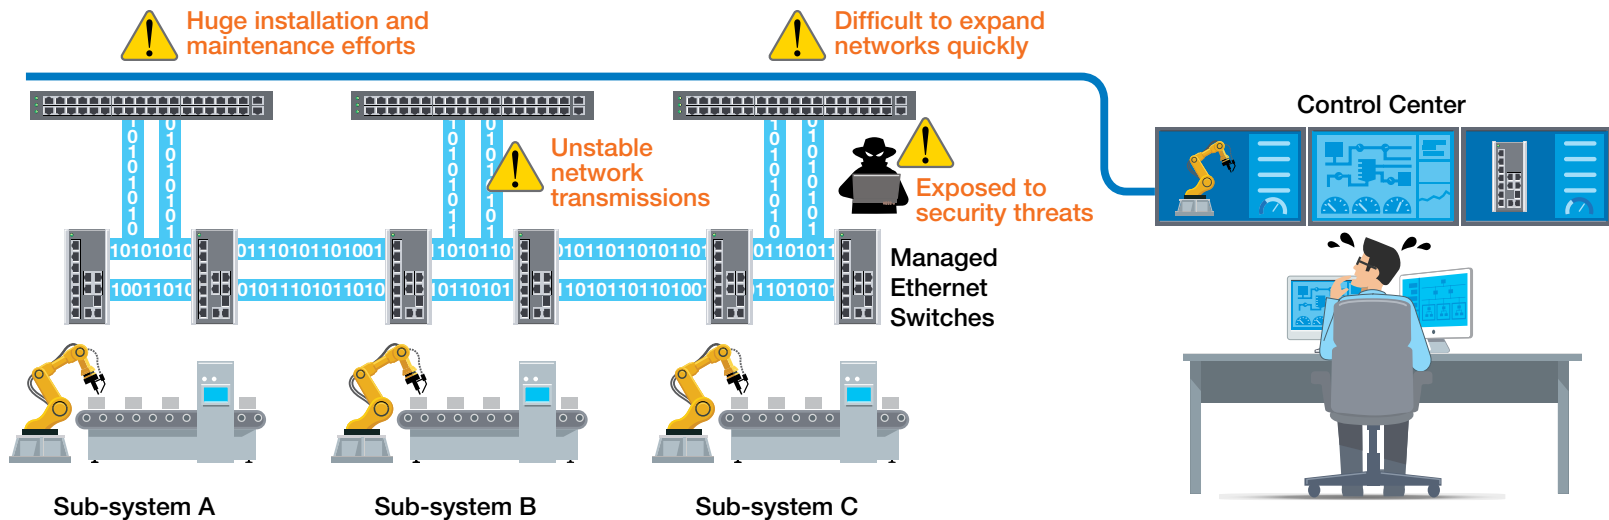 Huge installation and
maintenance efforts
Difficult to expand
networks quickly
Control Center
Unstable
network
transmissions
Exposed to
security threats
Managed
Ethernet
Switches
Sub-system A
Sub-system B
Sub-system C